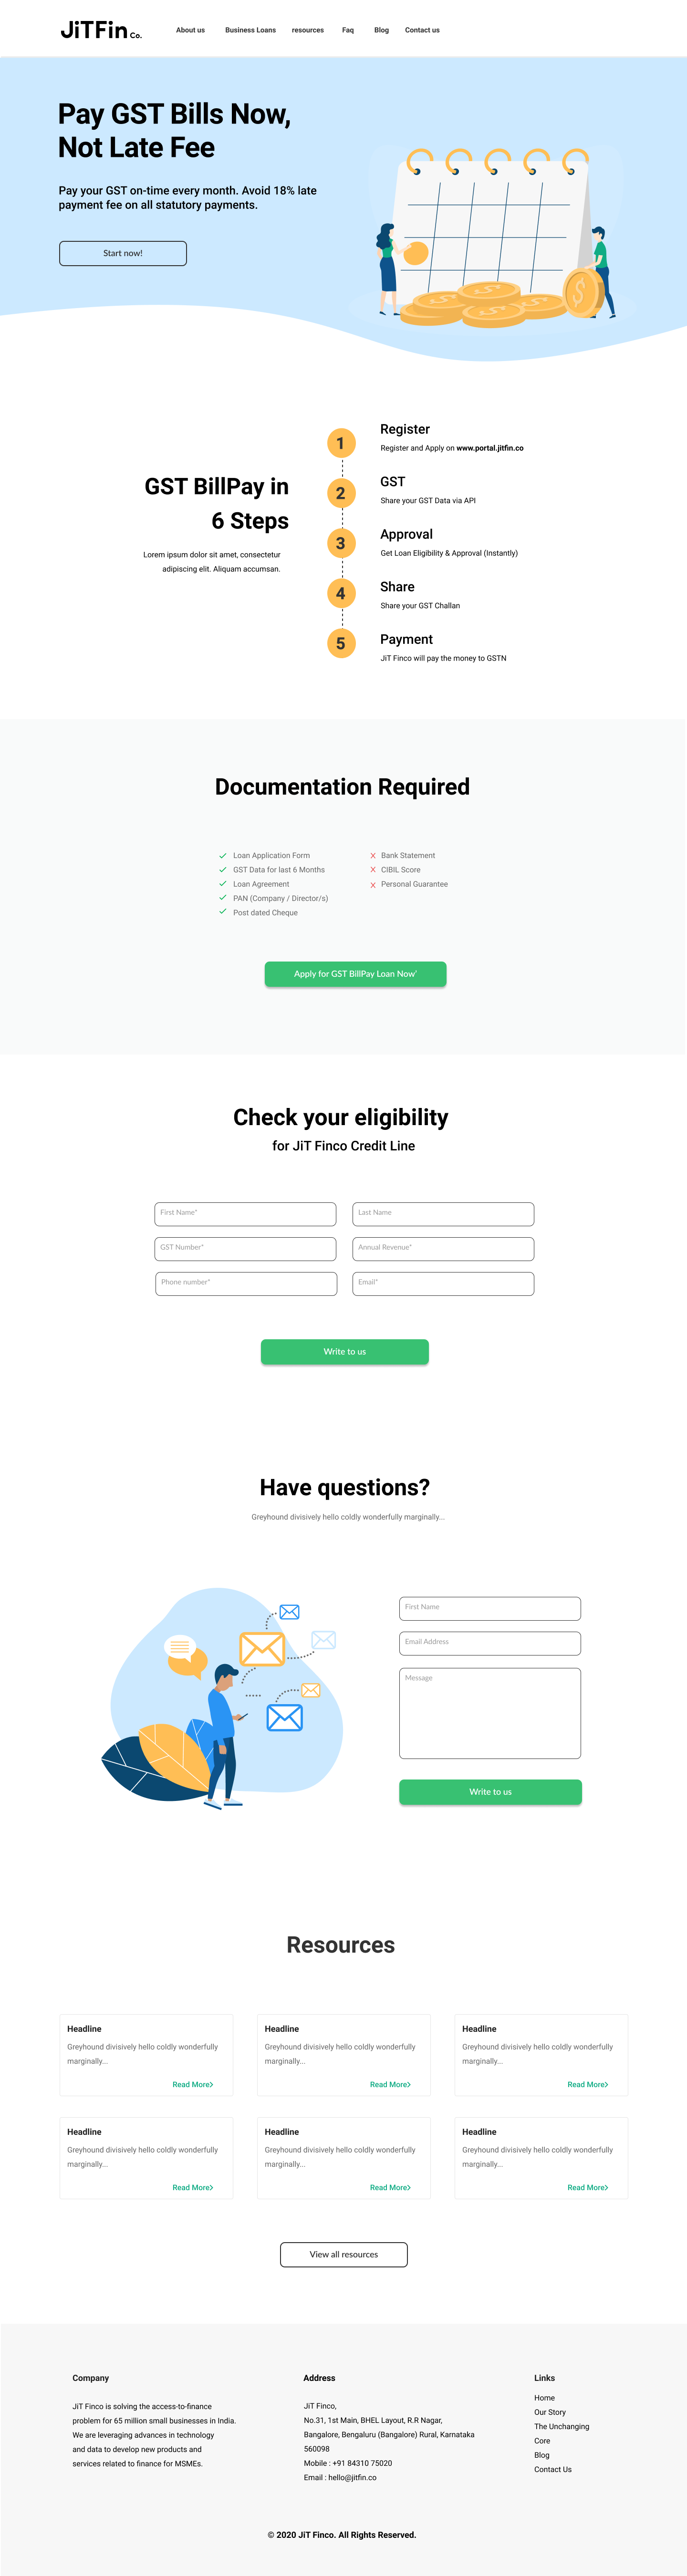 JiTFin Co.
About us
Business Loans
resources
Faq
Blog
Contact us
Pay GST Bills Now,
Not Late Fee
Pay your GST on-time every month. Avoid 18% late
payment fee on all statutory payments.
Start now!
GST BillPay in
6 Steps
Lorem ipsum dolor sit amet, consectetur
adipiscing elit. Aliquam accumsan.
1
Register
Register and Apply on www.portal.jitfin.co
2
GST
Share your GST Data via API
3
Approval
Get Loan Eligibility & Approval (Instantly)
4
Share
Share your GST Challan
5
Payment
JiT Finco will pay the money to GSTN
Documentation Required
Loan Application Form
GST Data for last 6 Months
Loan Agreement
PAN (Company / Director/s)
Post dated Cheque
X Bank Statement
X CIBIL Score
X Personal Guarantee
Apply for GST BillPay Loan Now'
Check your eligibility
for JiT Finco Credit Line
First Name*
Last Name
GST Number*
Annual Revenue*
Phone number*
Email*
Write to us
Have questions?
Greyhound divisively hello coldly wonderfully marginally...
First Name
Email Address
Message
Write to us
Resources
Headline
Greyhound divisively hello coldly wonderfully
marginally...
Read More>
Headline
Greyhound divisively hello coldly wonderfully
marginally...
Read More>
Headline
Greyhound divisively hello coldly wonderfully
marginally...
Read More>
Headline
Greyhound divisively hello coldly wonderfully
marginally...
Read More>
Headline
Greyhound divisively hello coldly wonderfully
marginally...
Read More>
Headline
Greyhound divisively hello coldly wonderfully
marginally...
Read More>
View all resources
Company
JiT Finco is solving the access-to-finance
problem for 65 million small businesses in India.
We are leveraging advances in technology
and data to develop new products and
services related to finance for MSMEs.
Address
JiT Finco,
No.31, 1st Main, BHEL Layout, R.R Nagar,
Bangalore, Bengaluru (Bangalore) Rural, Karnataka
560098
Mobile : +91 84310 75020
Email : hello@jitfin.co
Links
Home
Our Story
The Unchanging
Core
Blog
Contact Us
© 2020 JiT Finco. All Rights Reserved.